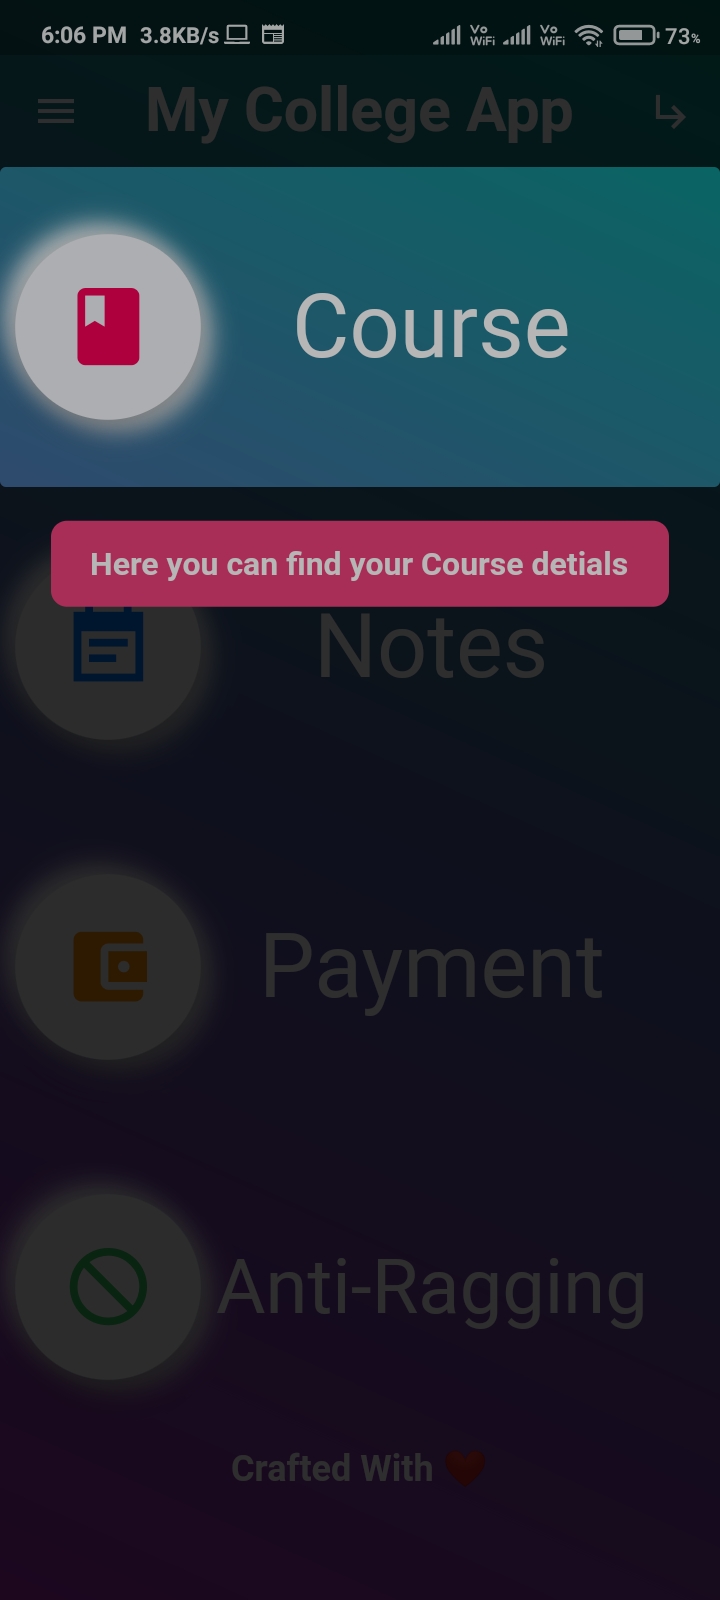 6:06 PM 3.8KB/s Vo WiFi Vo WiFi 73%
My College App
Course
Here you can find your Course detials
Notes
Payment
Anti-Ragging
Crafted With ❤️